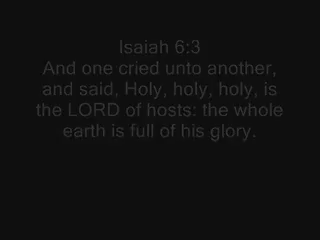 Isaiah 6:3
And one cried unto another,
and said, Holy, holy, holy, is
the LORD of hosts: the whole
earth is full of his glory.